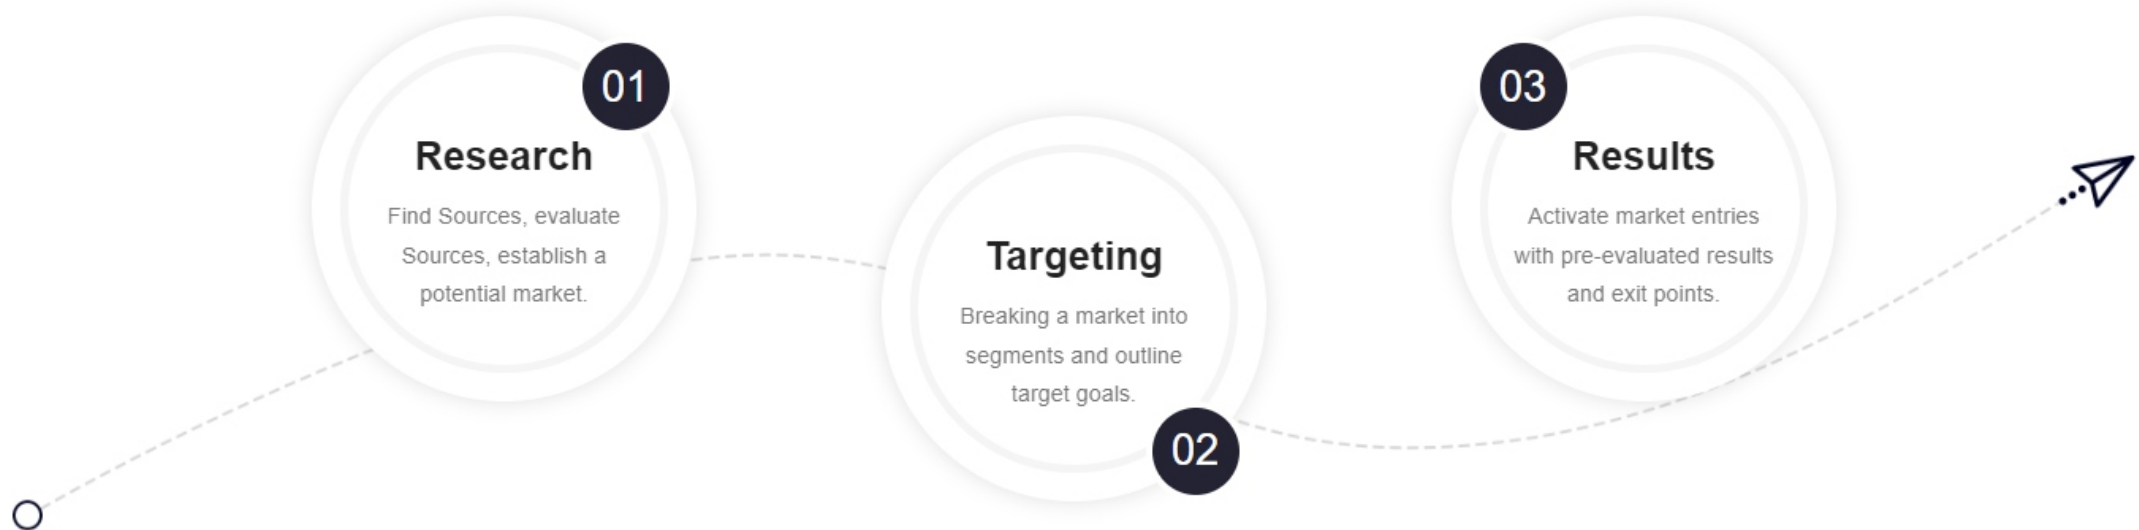 01
Research
Find Sources, evaluate
Sources, establish a
potential market.
Targeting
Breaking a market into
segments and outline
target goals.
02
03
Results
Activate market entries
with pre-evaluated results
and exit points.